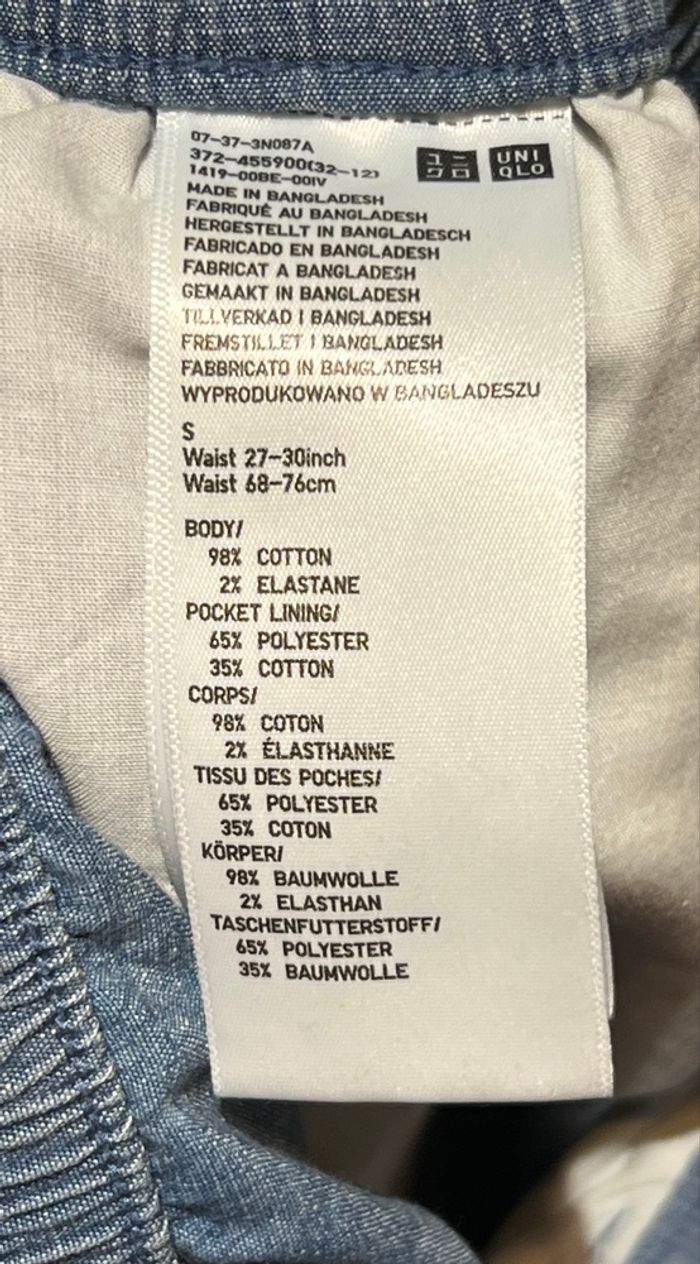 07-37-3N087A
372-455900(32-12)
1419-00BE-00IV
ユニ
クロ
UNI
QLO
MADE IN BANGLADESH
FABRIQUÉ AU BANGLADESH
HERGESTELLT IN BANGLADESCH
FABRICADO EN BANGLADESH
FABRICAT A BANGLADESH
GEMAAKT IN BANGLADESH
TILLVERKAD I BANGLADESH
FREMSTILLET I BANGLADESH
FABBRICATO IN BANGLADESH
WYPRODUKOWANO W BANGLADESZU
S
Waist 27-30inch
Waist 68-76cm
BODY/
98% COTTON
2% ELASTANE
POCKET LINING/
65% POLYESTER
35% COTTON
CORPS/
98% COTON
2% ÉLASTHANNE
TISSU DES POCHES/
65% POLYESTER
35% COTON
KÖRPER/
98% BAUMWOLLE
2% ELASTHAN
TASCHENFUTTERSTOFF/
65% POLYESTER
35% BAUMWOLLE